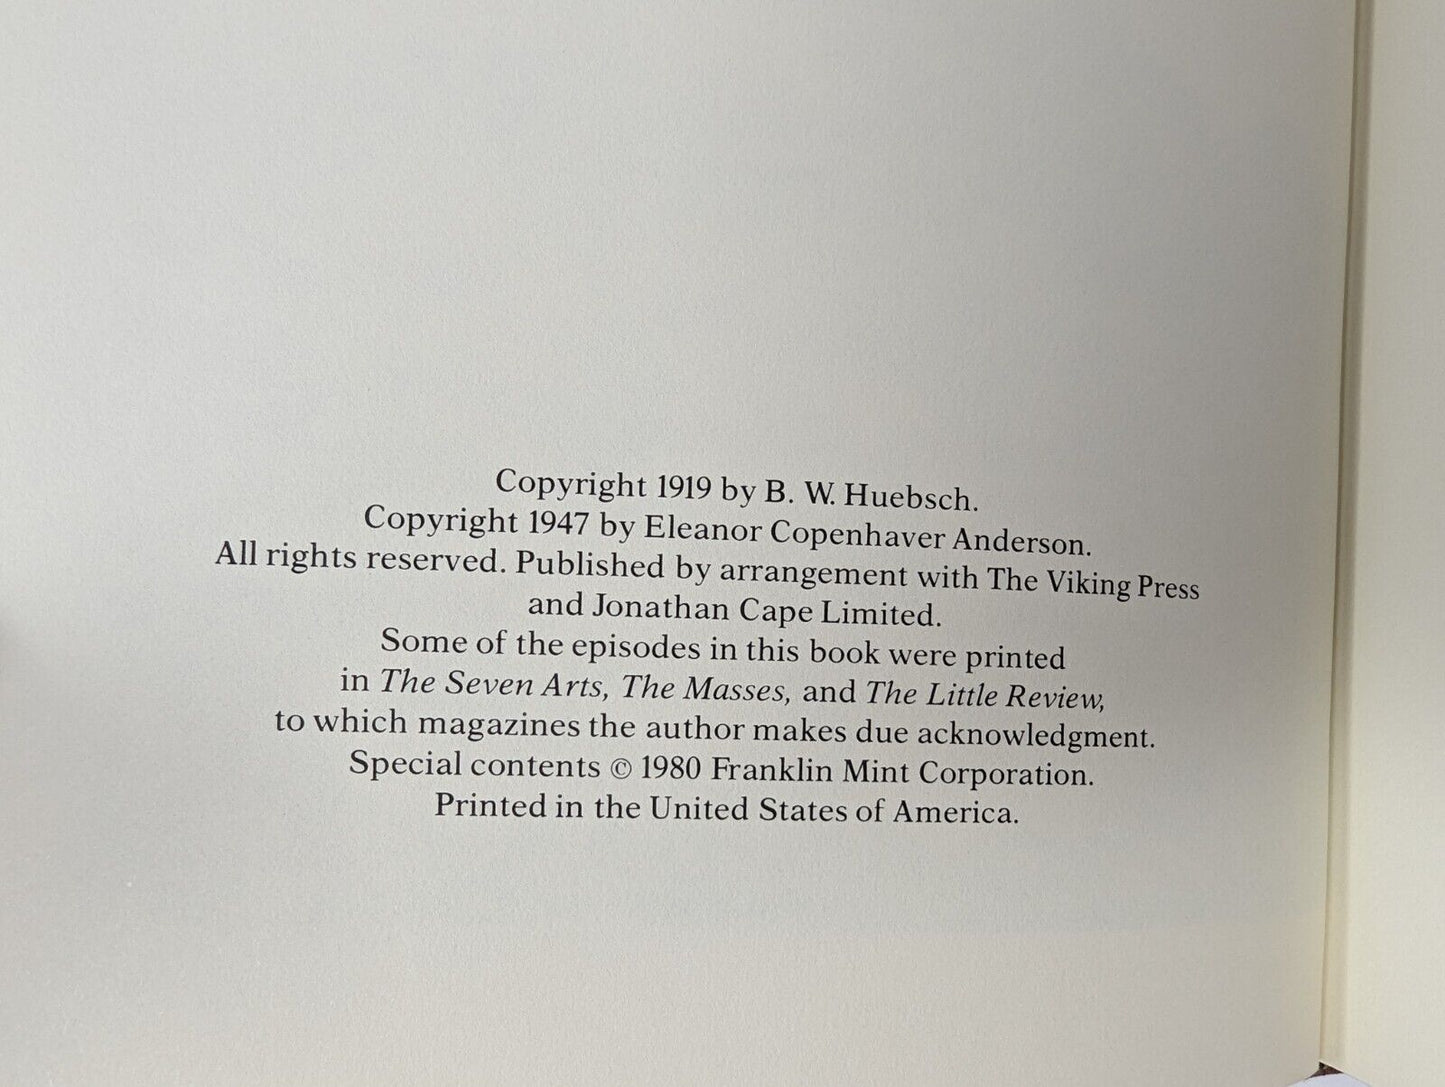 Copyright 1919 by B. W. Huebsch.
Copyright 1947 by Eleanor Copenhaver Anderson.
All rights reserved. Published by arrangement with The Viking Press
and Jonathan Cape Limited.
Some of the episodes in this book were printed
in The Seven Arts, The Masses, and The Little Review,
to which magazines the author makes due acknowledgment.
Special contents © 1980 Franklin Mint Corporation.
Printed in the United States of America.